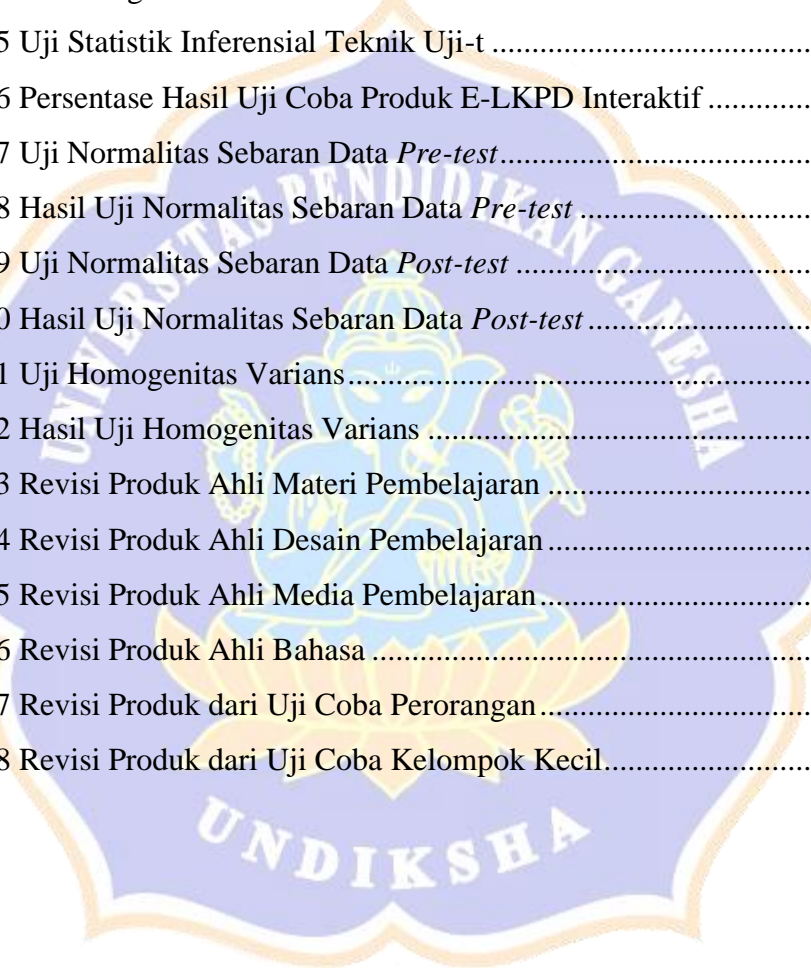 5 Uji Statistik Inferensial Teknik Uji-t ....................................
6 Persentase Hasil Uji Coba Produk E-LKPD Interaktif ............
7 Uji Normalitas Sebaran Data Pre-test...................................
8 Hasil Uji Normalitas Sebaran Data Pre-test ..........................
9 Uji Normalitas Sebaran Data Post-test .................................
0 Hasil Uji Normalitas Sebaran Data Post-test.........................
1 Uji Homogenitas Varians.....................................................
2 Hasil Uji Homogenitas Varians ...........................................
3 Revisi Produk Ahli Materi Pembelajaran .............................
4 Revisi Produk Ahli Desain Pembelajaran.............................
5 Revisi Produk Ahli Media Pembelajaran..............................
6 Revisi Produk Ahli Bahasa ..................................................
7 Revisi Produk dari Uji Coba Perorangan..............................
8 Revisi Produk dari Uji Coba Kelompok Kecil......................
UNIVERSITAS PENDIDIKAN GANESHA
UNDIKSHA